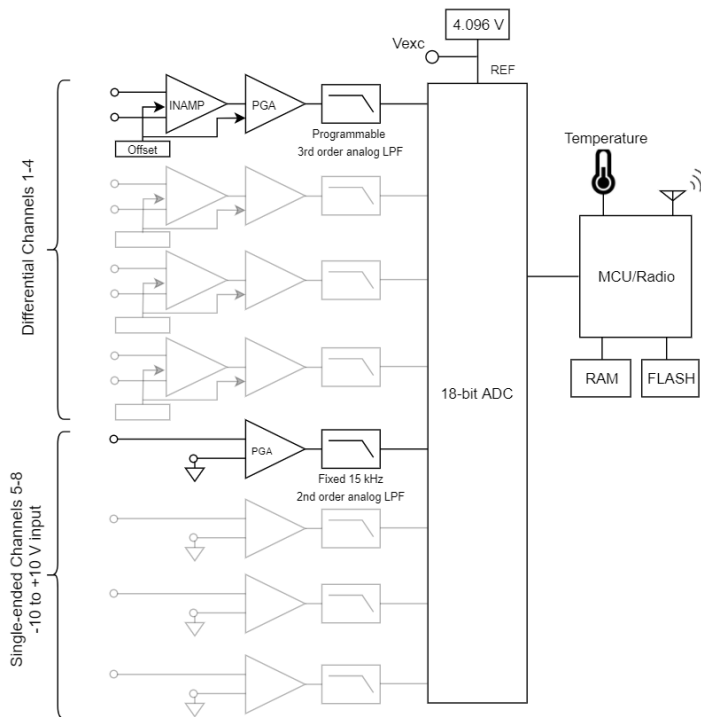 4.096 V
Vexc
REF
INAMP
PGA
Offset
Programmable
3rd order analog LPF
Differential Channels 1-4
Temperature
MCU/Radio
RAM
FLASH
18-bit ADC
PGA
Fixed 15 kHz
2nd order analog LPF
Single-ended Channels 5-8
-10 to +10 V input